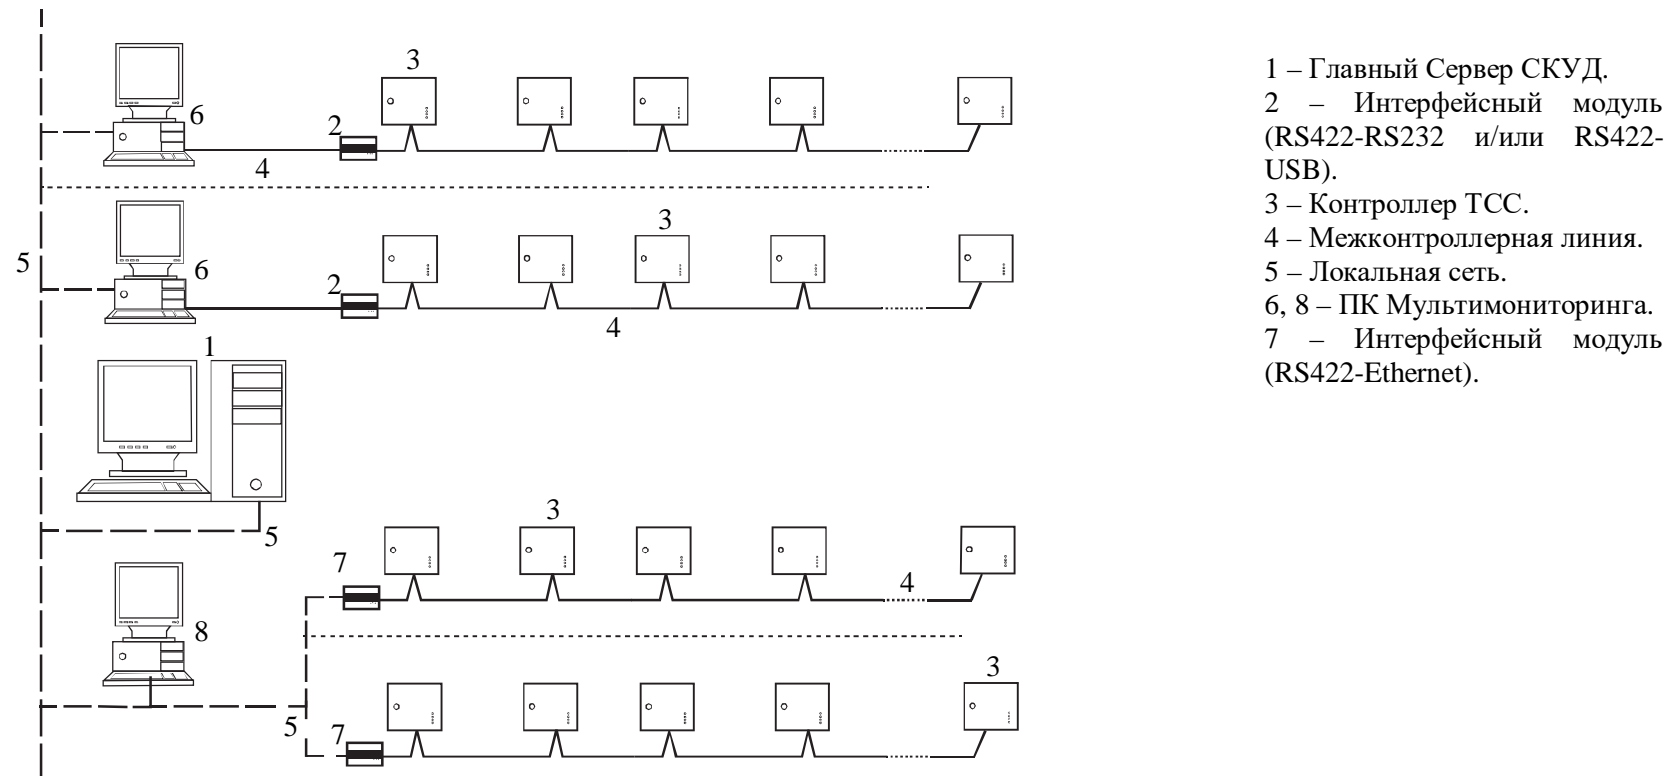 3
6
2
4
3
5
6
2
4
1
5
3
7
4
8
3
5
7
1 – Главный Сервер СКУД.
2 – Интерфейсный модуль
(RS422-RS232 и/или RS422-
USB).
3 – Контроллер ТСС.
4 – Межконтроллерная линия.
5 – Локальная сеть.
6, 8 – ПК Мультимониторинга.
7 – Интерфейсный модуль
(RS422-Ethernet).